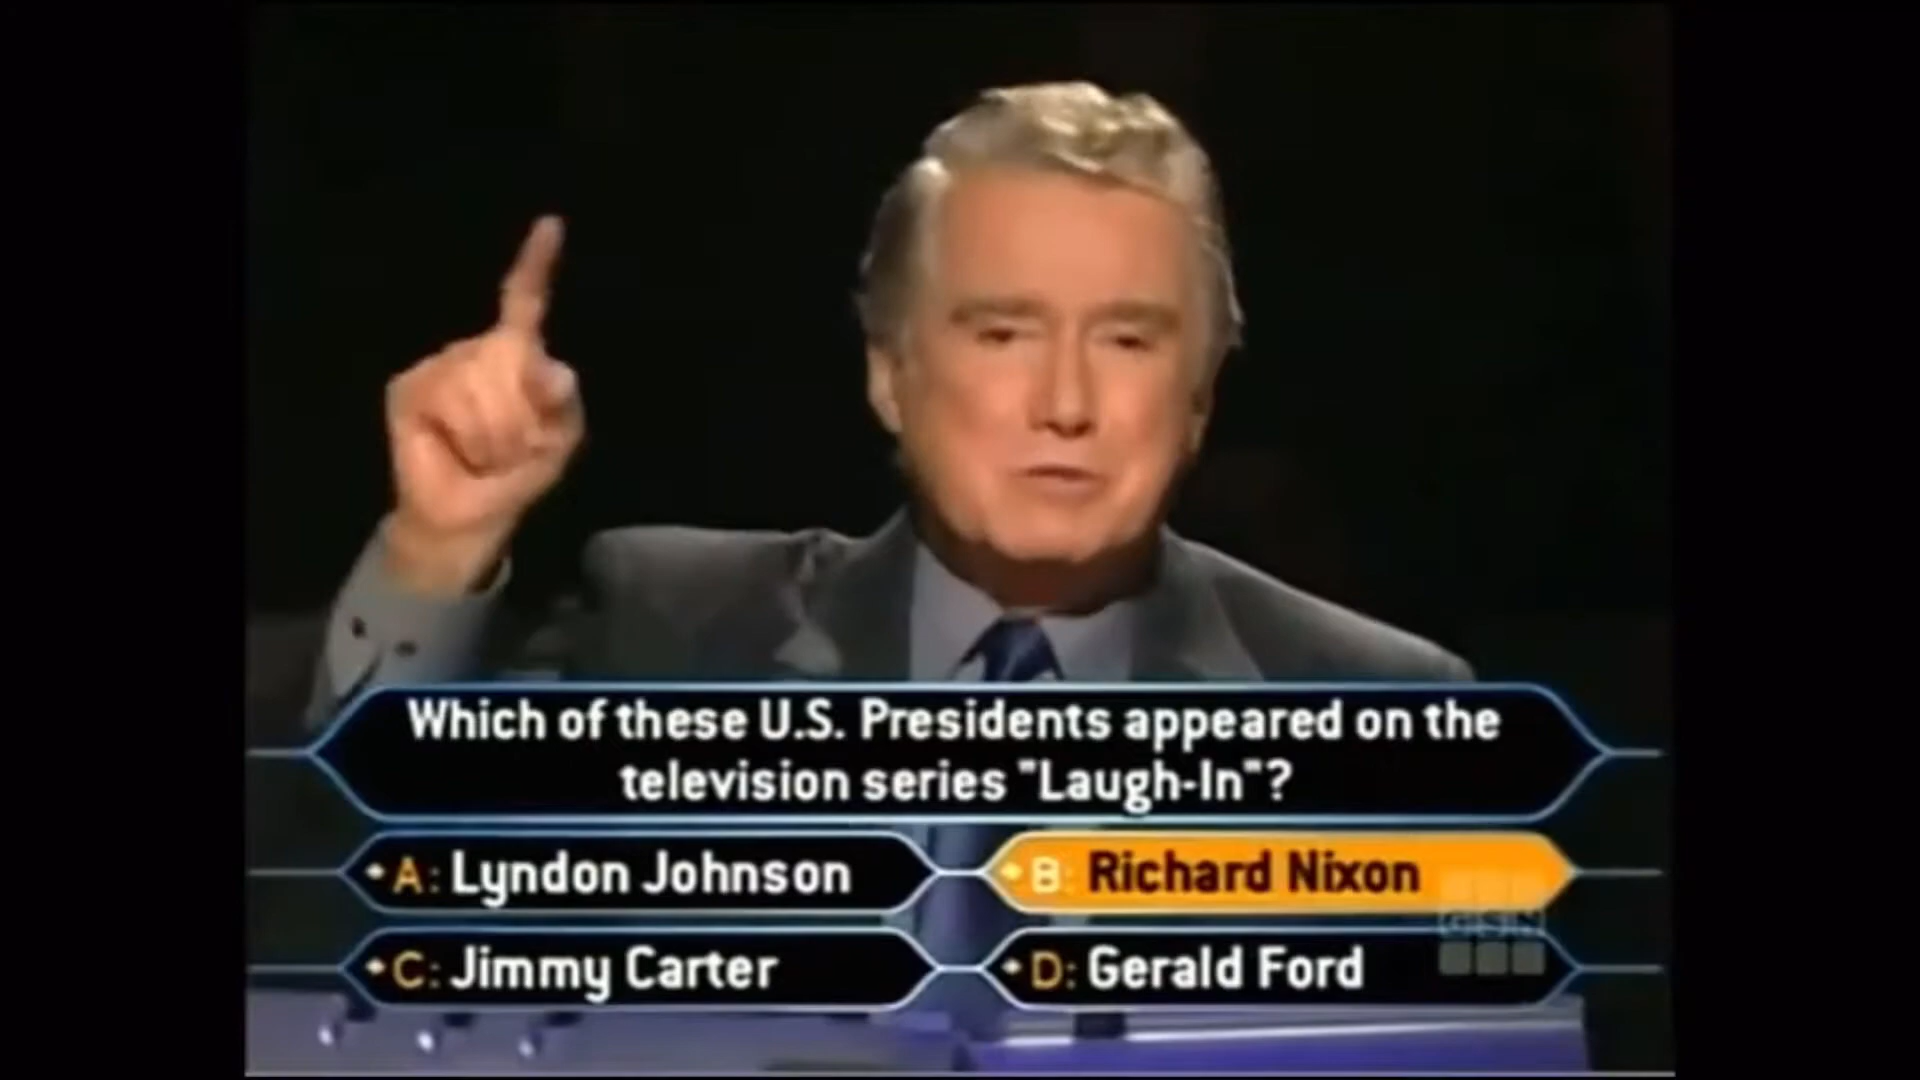 Which of these U.S. Presidents appeared on the
television series "Laugh-In"?
A: Lyndon Johnson
B: Richard Nixon
C: Jimmy Carter
D: Gerald Ford
GSN